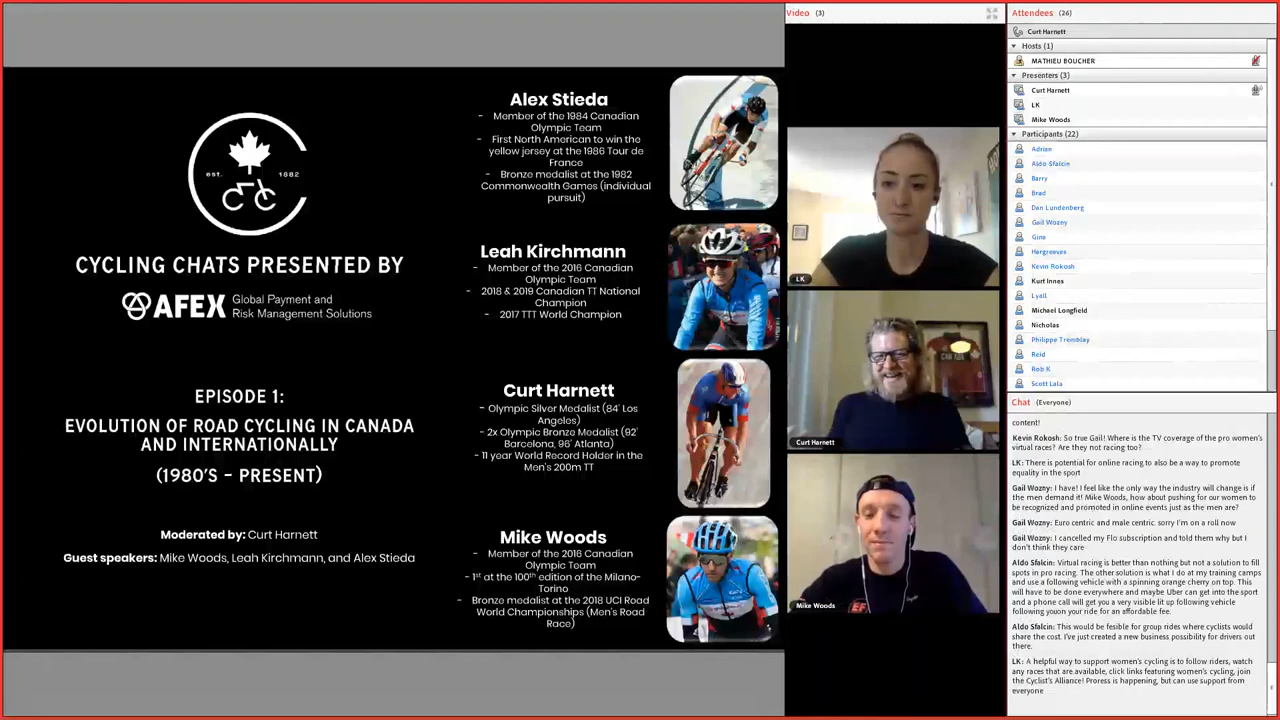 est.
1882
CYCLING CHATS PRESENTED BY
AFEX Global Payment and
Risk Management Solutions
EPISODE 1:
EVOLUTION OF ROAD CYCLING IN CANADA
AND INTERNATIONALLY
(1980'S - PRESENT)
Moderated by: Curt Harnett
Guest speakers: Mike Woods, Leah Kirchmann, and Alex Stieda
Alex Stieda
- Member of the 1984 Canadian
Olympic Team
- First North American to win the
yellow jersey at the 1986 Tour de
France
- Bronze medalist at the 1982
Commonwealth Games (individual
pursuit)
Leah Kirchmann
- Member of the 2016 Canadian
Olympic Team
- 2018 & 2019 Canadian TT National
Champion
- 2017 TTT World Champion
Curt Harnett
- Olympic Silver Medalist (84' Los
Angeles)
- 2x Olympic Bronze Medalist (92'
Barcelona, 96' Atlanta)
- 11 year World Record Holder in the
Men's 200m TT
Mike Woods
- Member of the 2016 Canadian
Olympic Team
- 1st at the 100th edition of the Milano-
Torino
- Bronze medalist at the 2018 UCI Road
World Championships (Men's Road
Race)
Video (3)
LK
Curt Harnett
EF
Mike Woods
Attendees (26)
Curt Harnett
Hosts (1)
MATHIEU BOUCHER
Presenters (3)
Curt Harnett
LK
Mike Woods
Participants (22)
Adrian
Aldo Sfalcin
Barry
Brad
Dan Lundenberg
Gail Wozny
Gino
Hargreeves
Kevin Rokosh
Kurt Innes
Lyall
Michael Longfield
Nicholas
Philippe Tremblay
Reid
Rob K
Scott Lala
Chat (Everyone)
content!
Kevin Rokosh: So true Gail! Where is the TV coverage of the pro women's
virtual races? Are they not racing too?
LK: There is potential for online racing to also be a way to promote
equality in the sport
Gail Wozny: I have! I feel like the only way the industry will change is if
the men demand it! Mike Woods, how about pushing for our women to
be recognized and promoted in online events just as the men are?
Gail Wozny: Euro centric and male centric. sorry I'm on a roll now
Gail Wozny: I cancelled my Flo subscription and told them why but I
don't think they care
Aldo Sfalcin: Virtual racing is better than nothing but not a solution to fill
spots in pro racing. The other solution is what I do at my training camps
and use a following vehicle with a spinning orange cherry on top. This
will have to be done everywhere and maybe Uber can get into the sport
and a phone call will get you a very visible lit up following vehicle
following youon your ride for an affordable fee.
Aldo Sfalcin: This would be fesible for group rides where cyclists would
share the cost. I've just created a new business possibility for drivers out
there.
LK: A helpful way to support women's cycling is to follow riders, watch
any races that are available, click links featuring women's cycling, join
the Cyclist's Alliance! Proress is happening, but can use support from
everyone